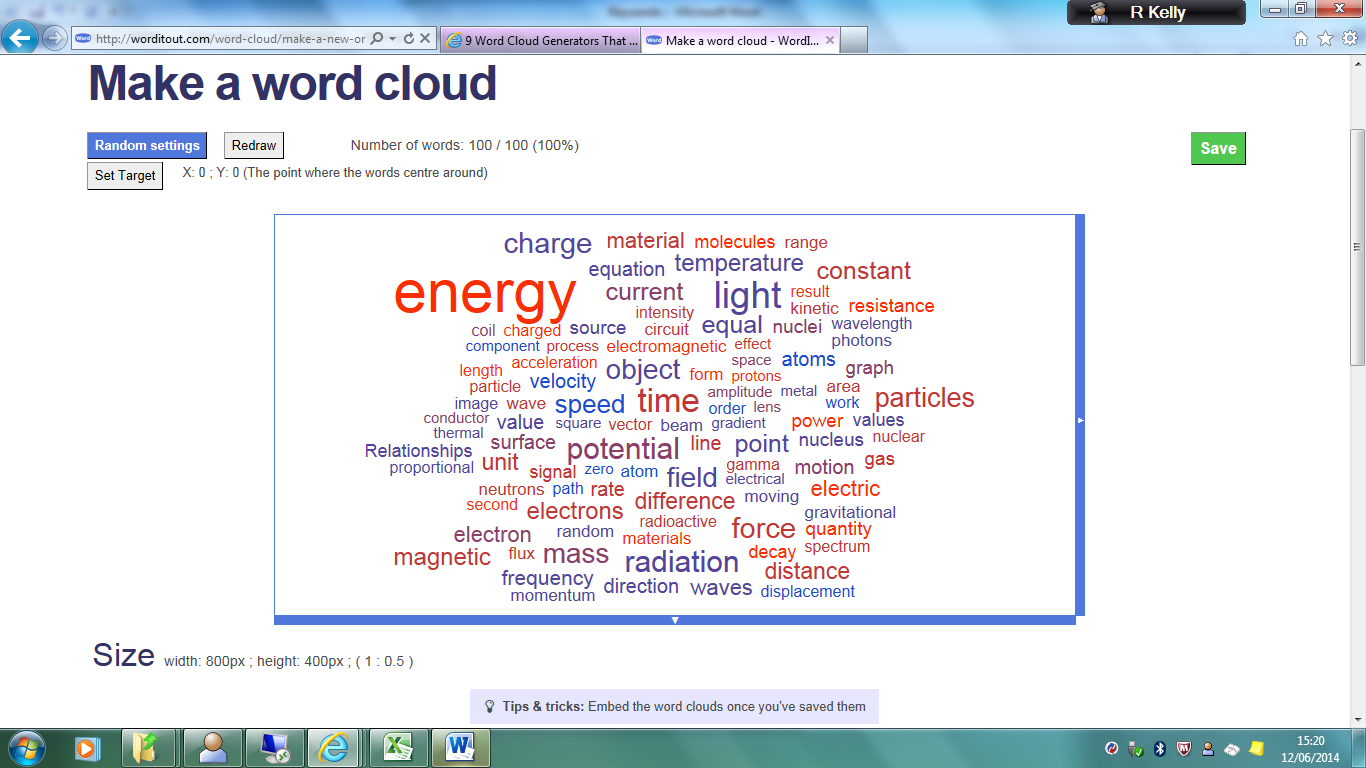 R Kelly
http://worditout.com/word-cloud/make-a-new-or
9 Word Cloud Generators That ...
Make a word cloud - WordI...
Make a word cloud
Random settings Redraw Number of words: 100 / 100 (100%) Save
Set Target X: 0 ; Y: 0 (The point where the words centre around)
charge material molecules range
equation temperature constant
energy current light result
intensity kinetic resistance
coil charged source circuit equal nuclei wavelength
component process electromagnetic effect photons
length acceleration object space atoms graph
particle velocity form protons
image wave speed time amplitude metal area particles
order lens work
conductor value square vector beam gradient power values
thermal
Relationships surface potential line point nucleus nuclear
proportional unit signal zero atom field gamma motion gas
electrical
neutrons path rate difference moving electric
second electrons gravitational
radioactive force quantity
electron random materials
magnetic flux mass radiation decay spectrum
distance
frequency direction waves displacement
momentum
Size width: 800px ; height: 400px ; ( 1 : 0.5 )
Tips & tricks: Embed the word clouds once you've saved them
15:20
12/06/2014